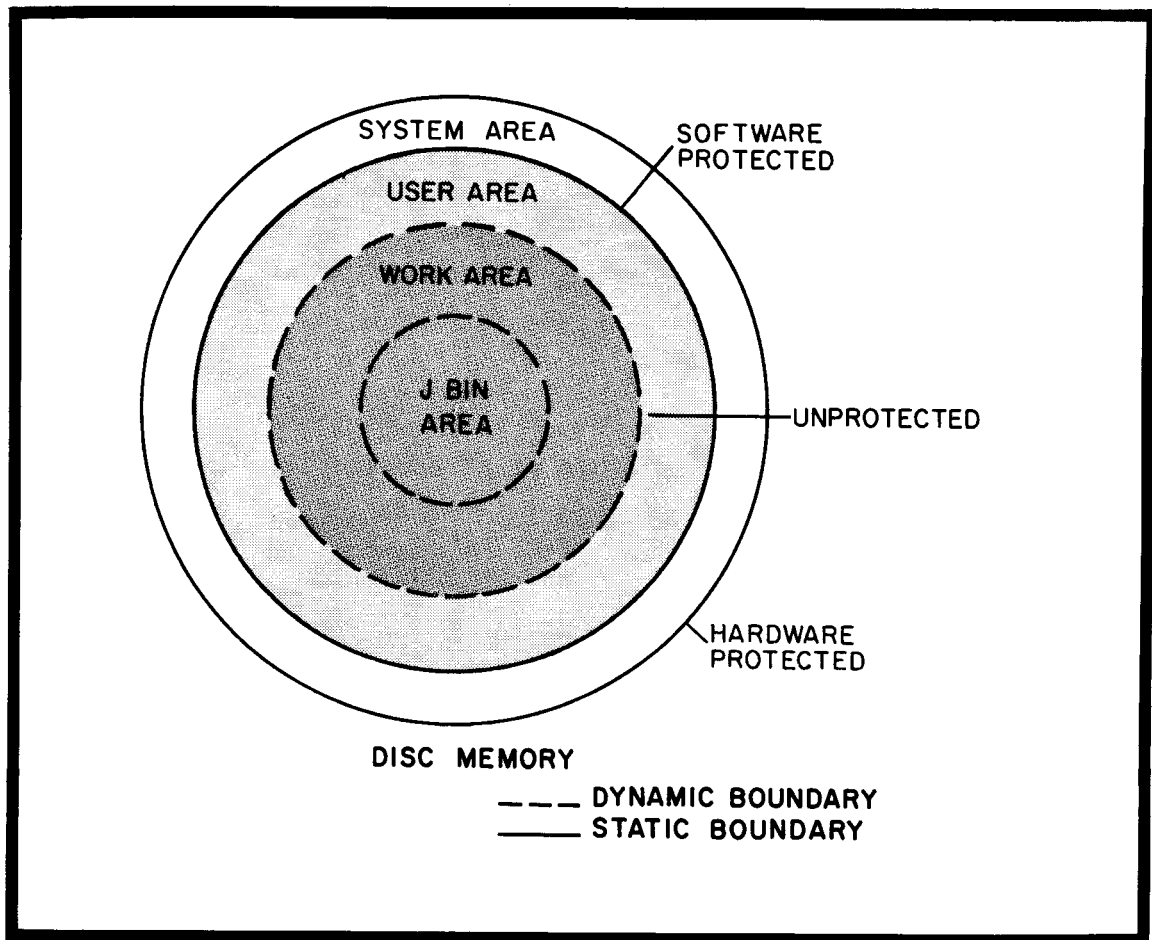 SYSTEM AREA
SOFTWARE
PROTECTED
USER AREA
WORK AREA
J BIN
AREA
UNPROTECTED
HARDWARE
PROTECTED
DISC MEMORY
DYNAMIC BOUNDARY
STATIC BOUNDARY